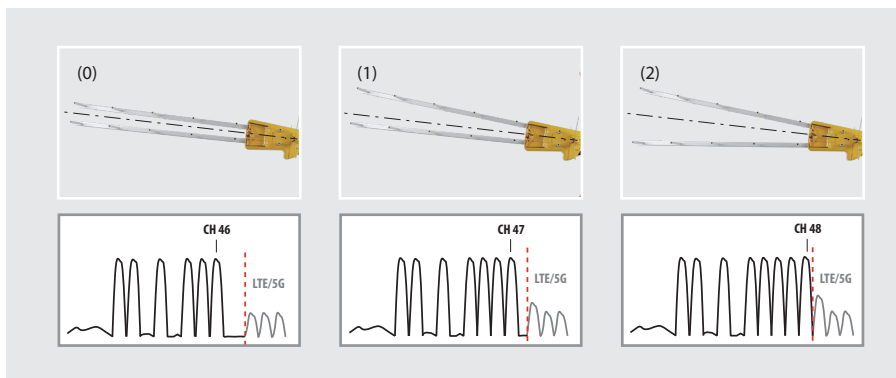 (0)
(1)
(2)
CH 46
LTE/5G
CH 47
LTE/5G
CH 48
LTE/5G